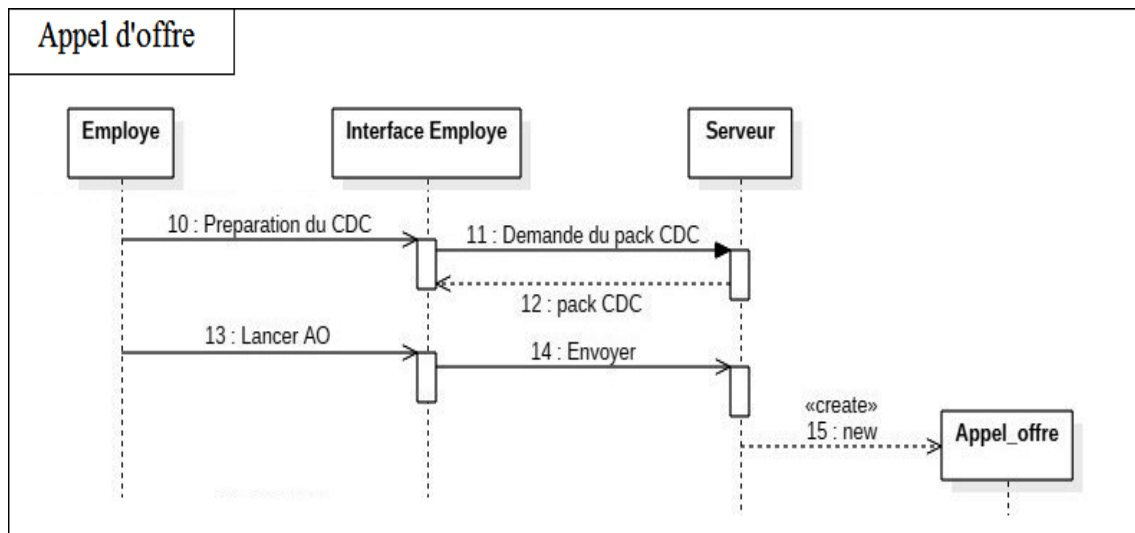 Appel d'offre
Employe
Interface Employe
Serveur
10 : Preparation du CDC
11 : Demande du pack CDC
12 : pack CDC
13 : Lancer AO
14 : Envoyer
«create»
15 : new
Appel_offre